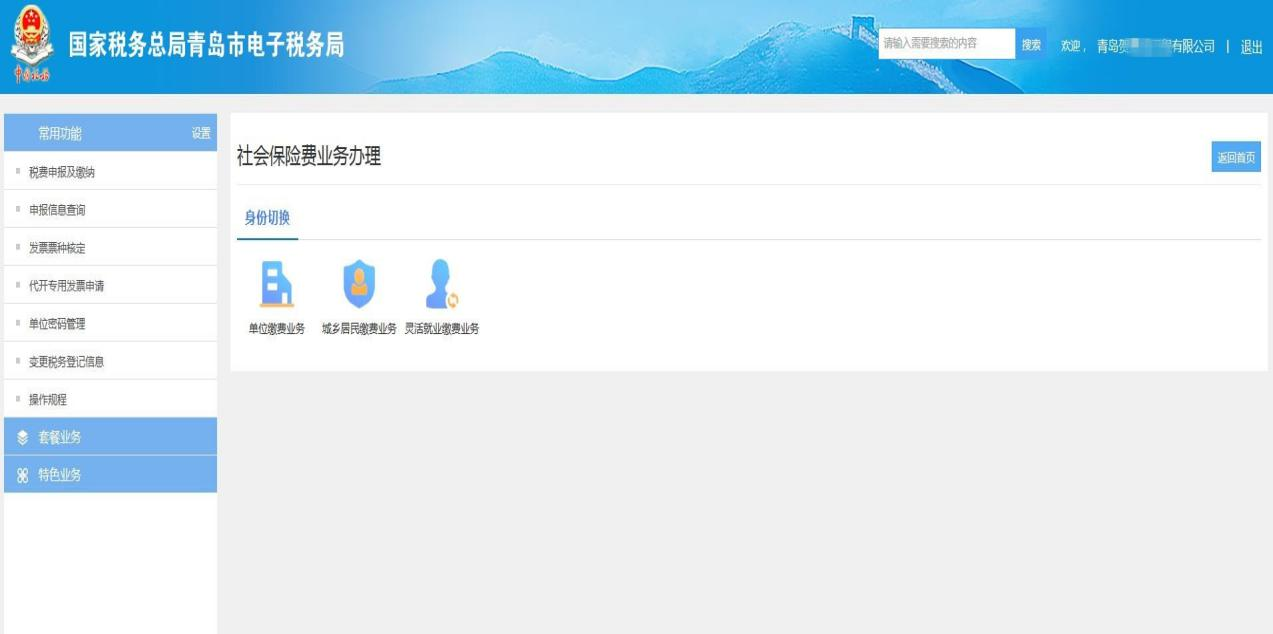 国家税务总局青岛市电子税务局
请输入需要搜索的内容 搜索 欢迎， 青岛 有限公司 | 退出
常用功能 设置
税费申报及缴纳
申报信息查询
发票票种核定
代开专用发票申请
单位密码管理
变更税务登记信息
操作规程
套餐业务
特色业务
社会保险费业务办理
返回首页
身份切换
单位缴费业务 城乡居民缴费业务 灵活就业缴费业务